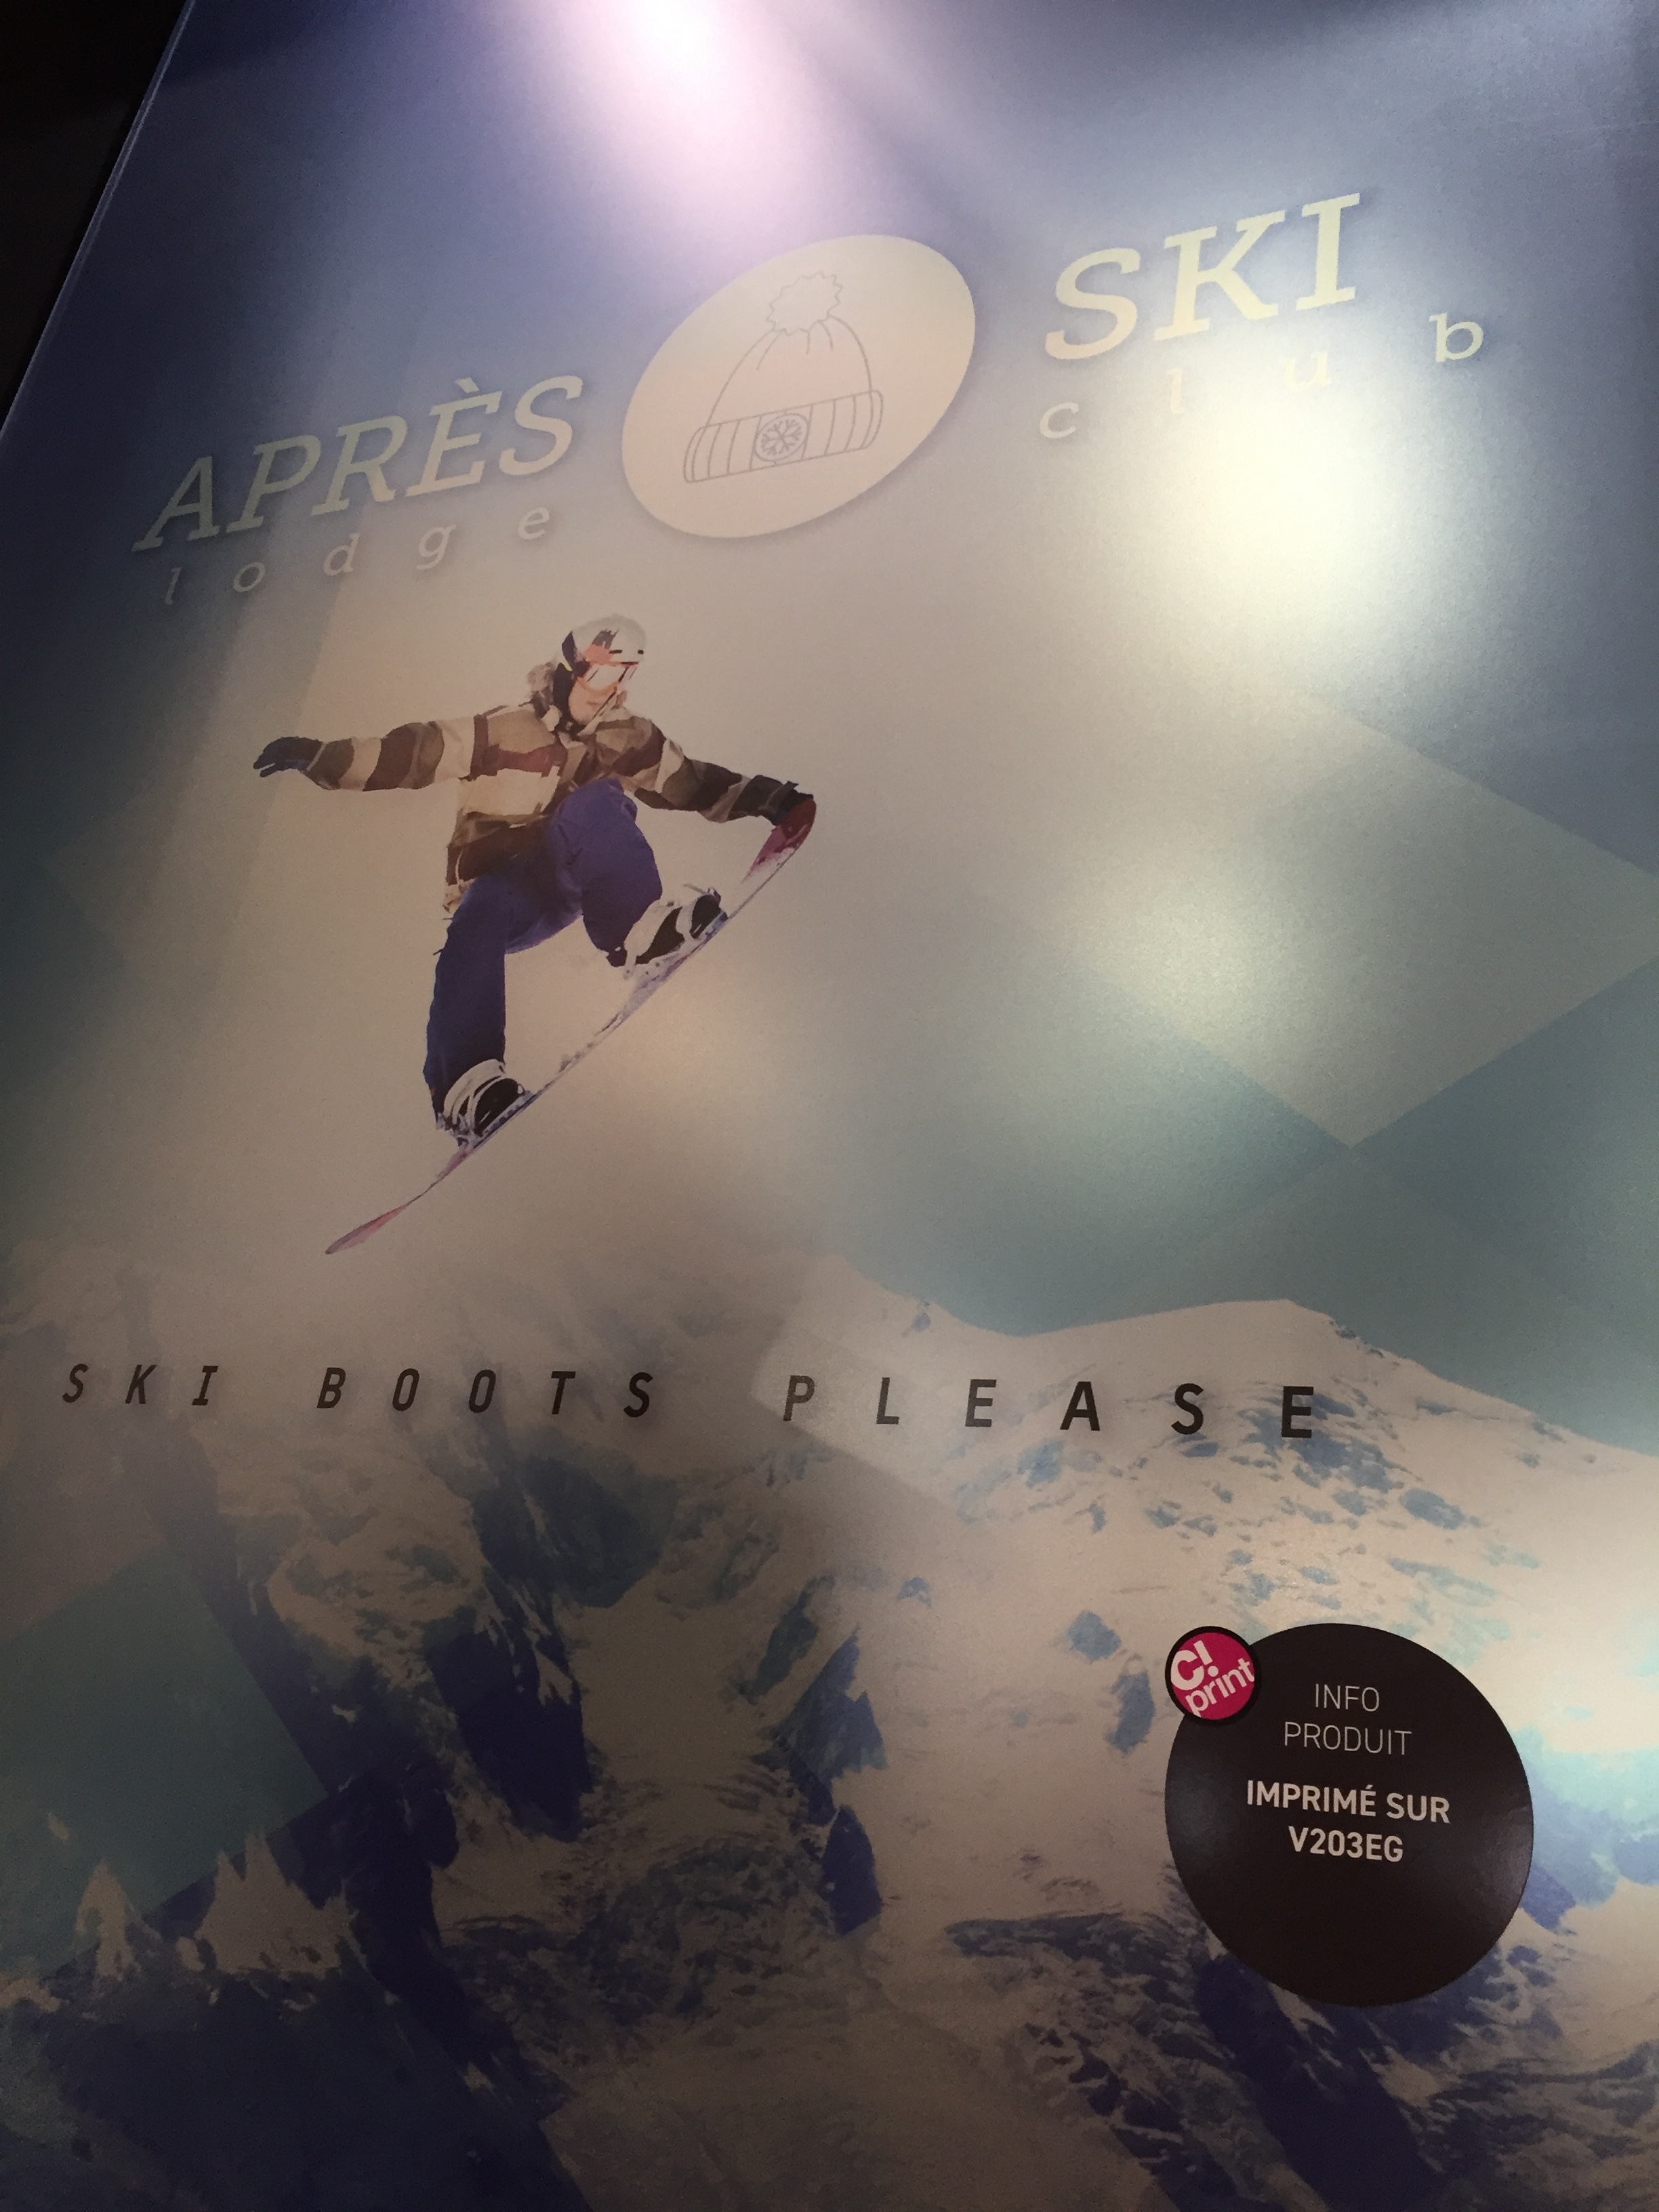 APRÈS SKI
lodge club
SKI BOOTS PLEASE
C!
print
INFO
PRODUIT
IMPRIMÉ SUR
V203EG